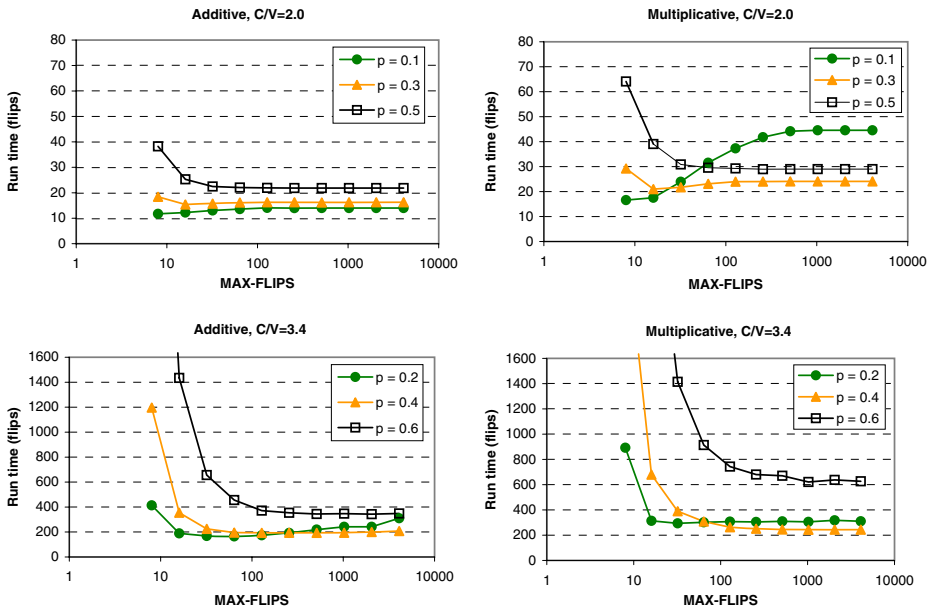 Additive, C/V=2.0
80
70
60
50
40
30
20
10
0
Run time (flips)
p = 0.1
p = 0.3
p = 0.5
1
10
100
1000
10000
MAX-FLIPS
Multiplicative, C/V=2.0
80
70
60
50
40
30
20
10
0
Run time (flips)
p = 0.1
p = 0.3
p = 0.5
1
10
100
1000
10000
MAX-FLIPS
Additive, C/V=3.4
1600
1400
1200
1000
800
600
400
200
0
Run time (flips)
p = 0.2
p = 0.4
p = 0.6
1
10
100
1000
10000
MAX-FLIPS
Multiplicative, C/V=3.4
1600
1400
1200
1000
800
600
400
200
0
Run time (flips)
p = 0.2
p = 0.4
p = 0.6
1
10
100
1000
10000
MAX-FLIPS